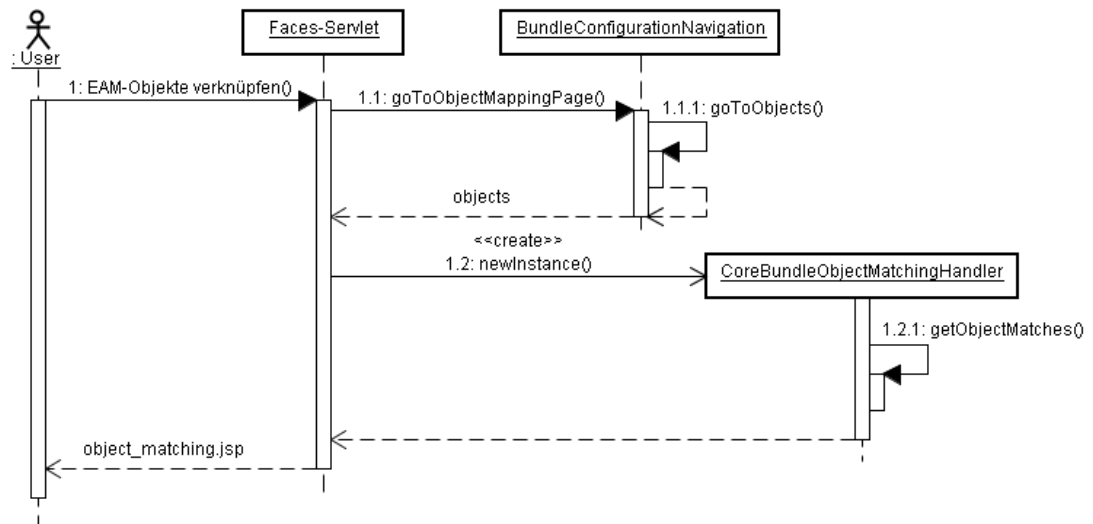 Faces-Servlet
BundleConfigurationNavigation
: User
1: EAM-Objekte verknüpfen()
1.1: goToObjectMappingPage()
1.1.1: goToObjects()
objects
<<create>>
1.2: newInstance()
CoreBundleObjectMatchingHandler
1.2.1: getObjectMatches()
object_matching.jsp